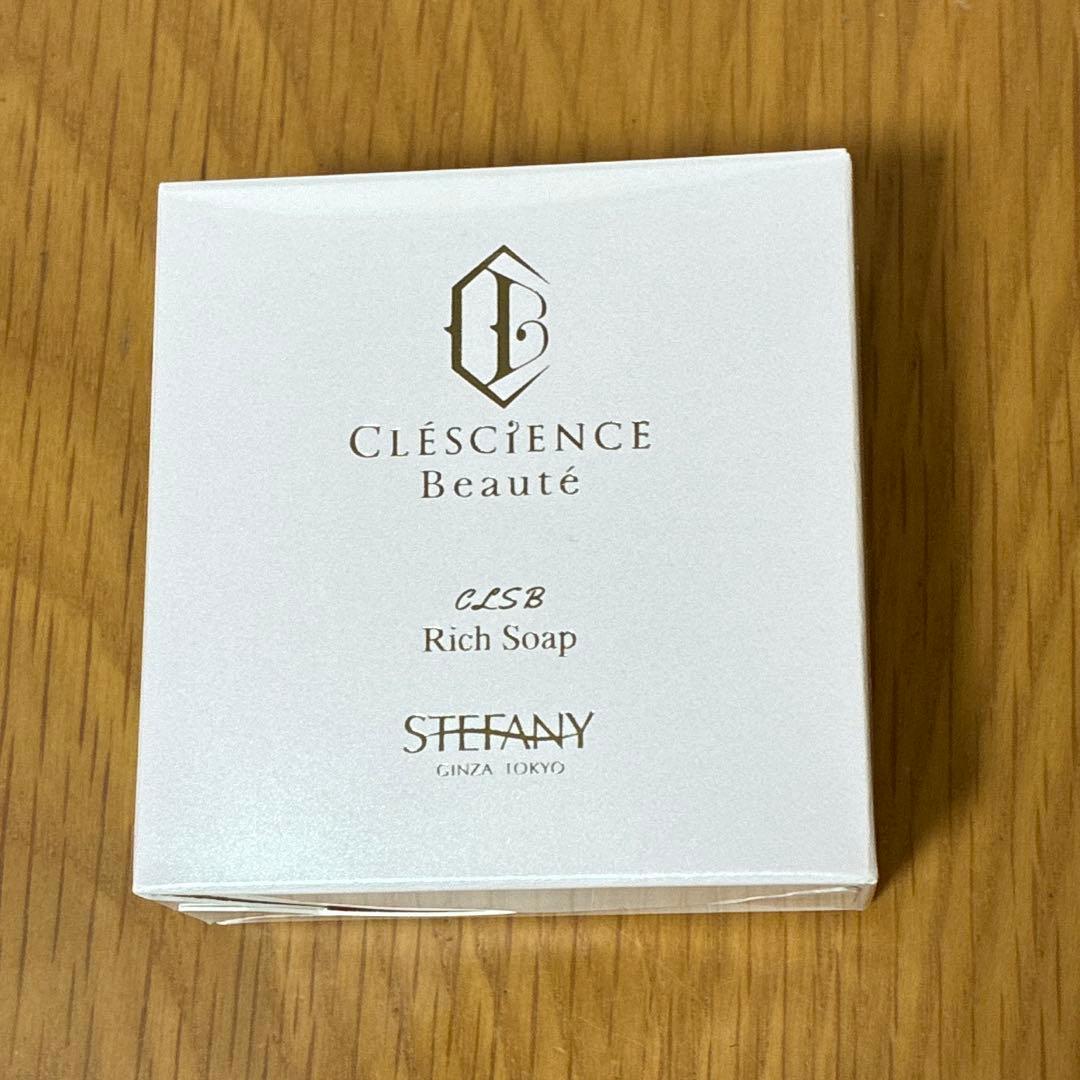 CLÉSCIENCE
Beauté
CLSB
Rich Soap
STEFANY
GINZA TOKYO